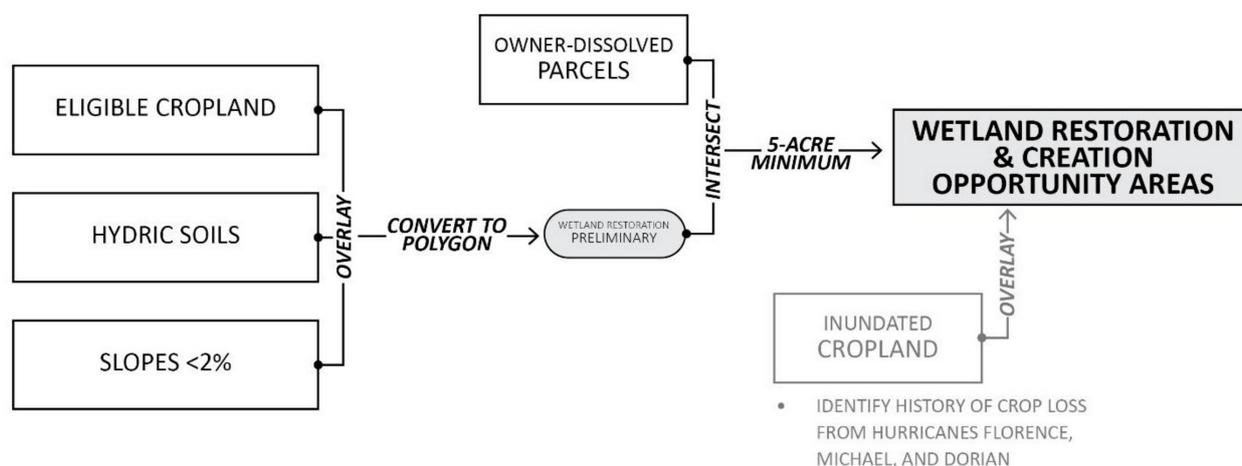 ELIGIBLE CROPLAND
HYDRIC SOILS
SLOPES <2%
OVERLAY
CONVERT TO
POLYGON
WETLAND RESTORATION
PRELIMINARY
OWNER-DISSOLVED
PARCELS
INTERSECT
5-ACRE
MINIMUM
WETLAND RESTORATION
& CREATION
OPPORTUNITY AREAS
OVERLAY
INUNDATED
CROPLAND
• IDENTIFY HISTORY OF CROP LOSS
FROM HURRICANES FLORENCE,
MICHAEL, AND DORIAN